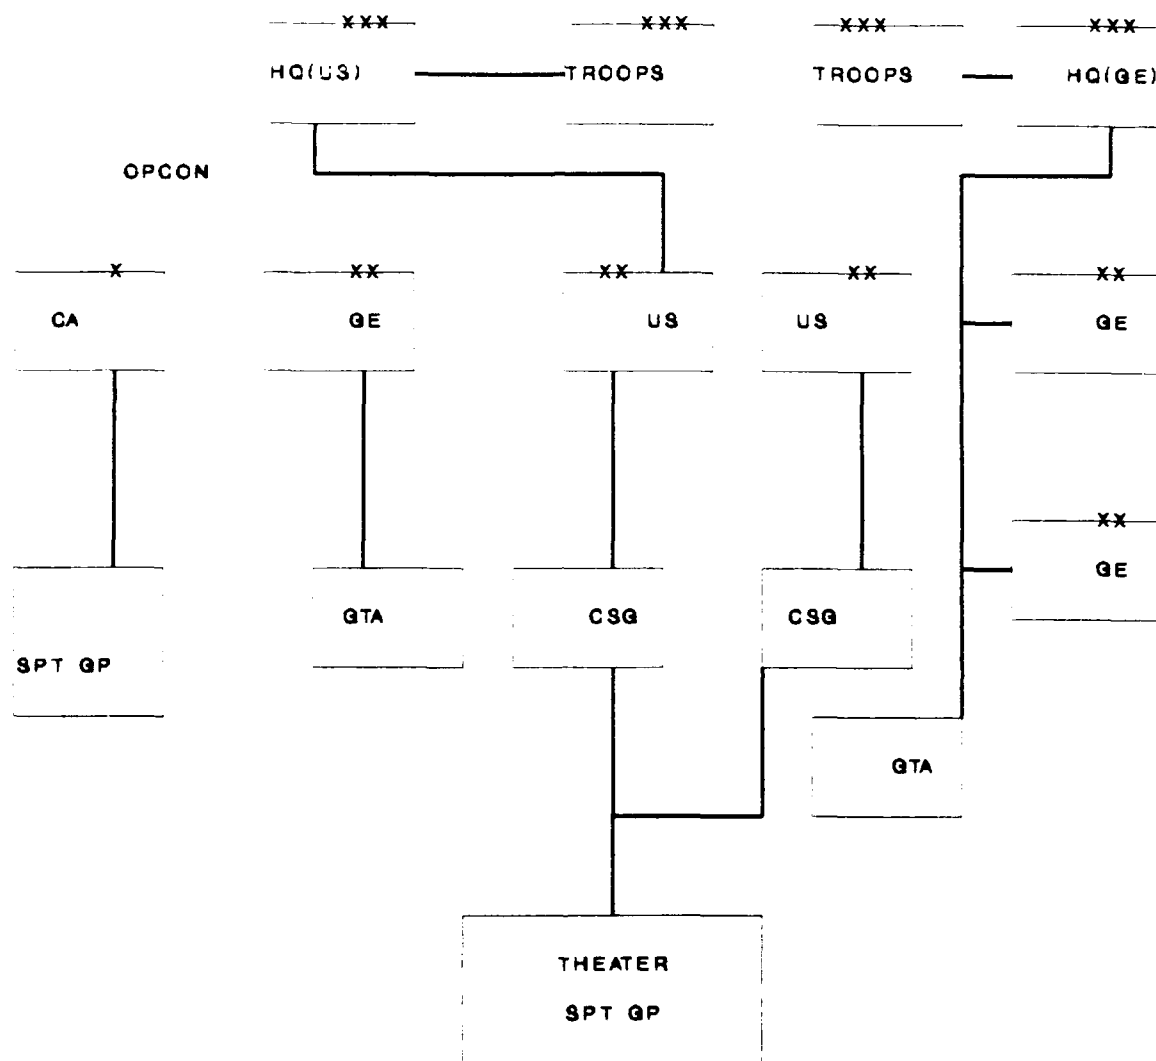 XXX XXX XXX XXX
HQ(US) TROOPS TROOPS HQ(GE)
OPCON
X XX XX XX XX
CA GE US US GE
XX
GE
GTA CSG CSG
SPT GP
GTA
THEATER
SPT GP